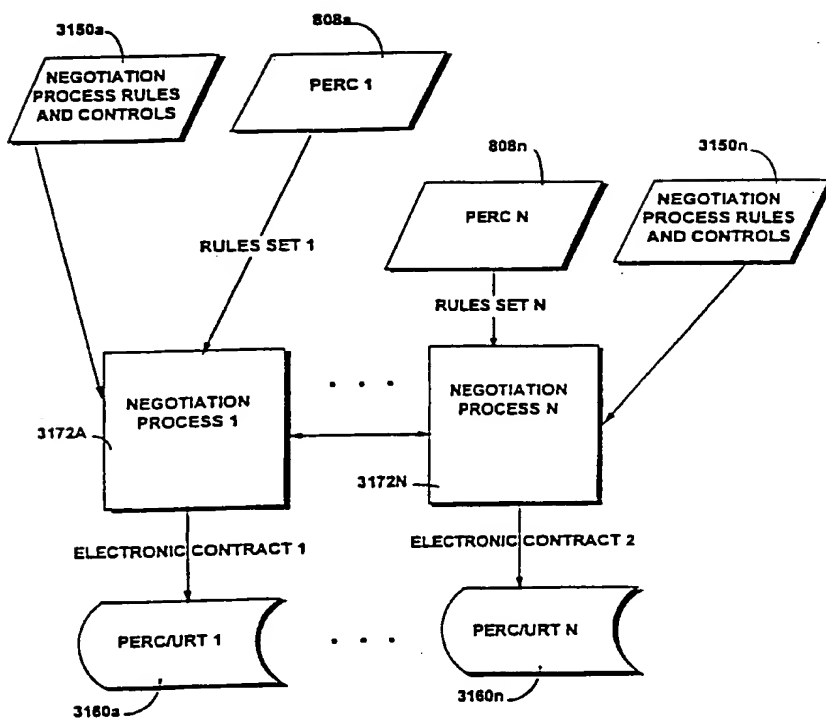 3150a
808a
NEGOTIATION
PROCESS RULES
AND CONTROLS
PERC 1
808n
3150n
PERC N
NEGOTIATION
PROCESS RULES
AND CONTROLS
RULES SET 1
RULES SET N
NEGOTIATION
PROCESS 1
. . .
NEGOTIATION
PROCESS N
3172A
3172N
ELECTRONIC CONTRACT 1
ELECTRONIC CONTRACT 2
PERC/URT 1
. . .
PERC/URT N
3160a
3160n